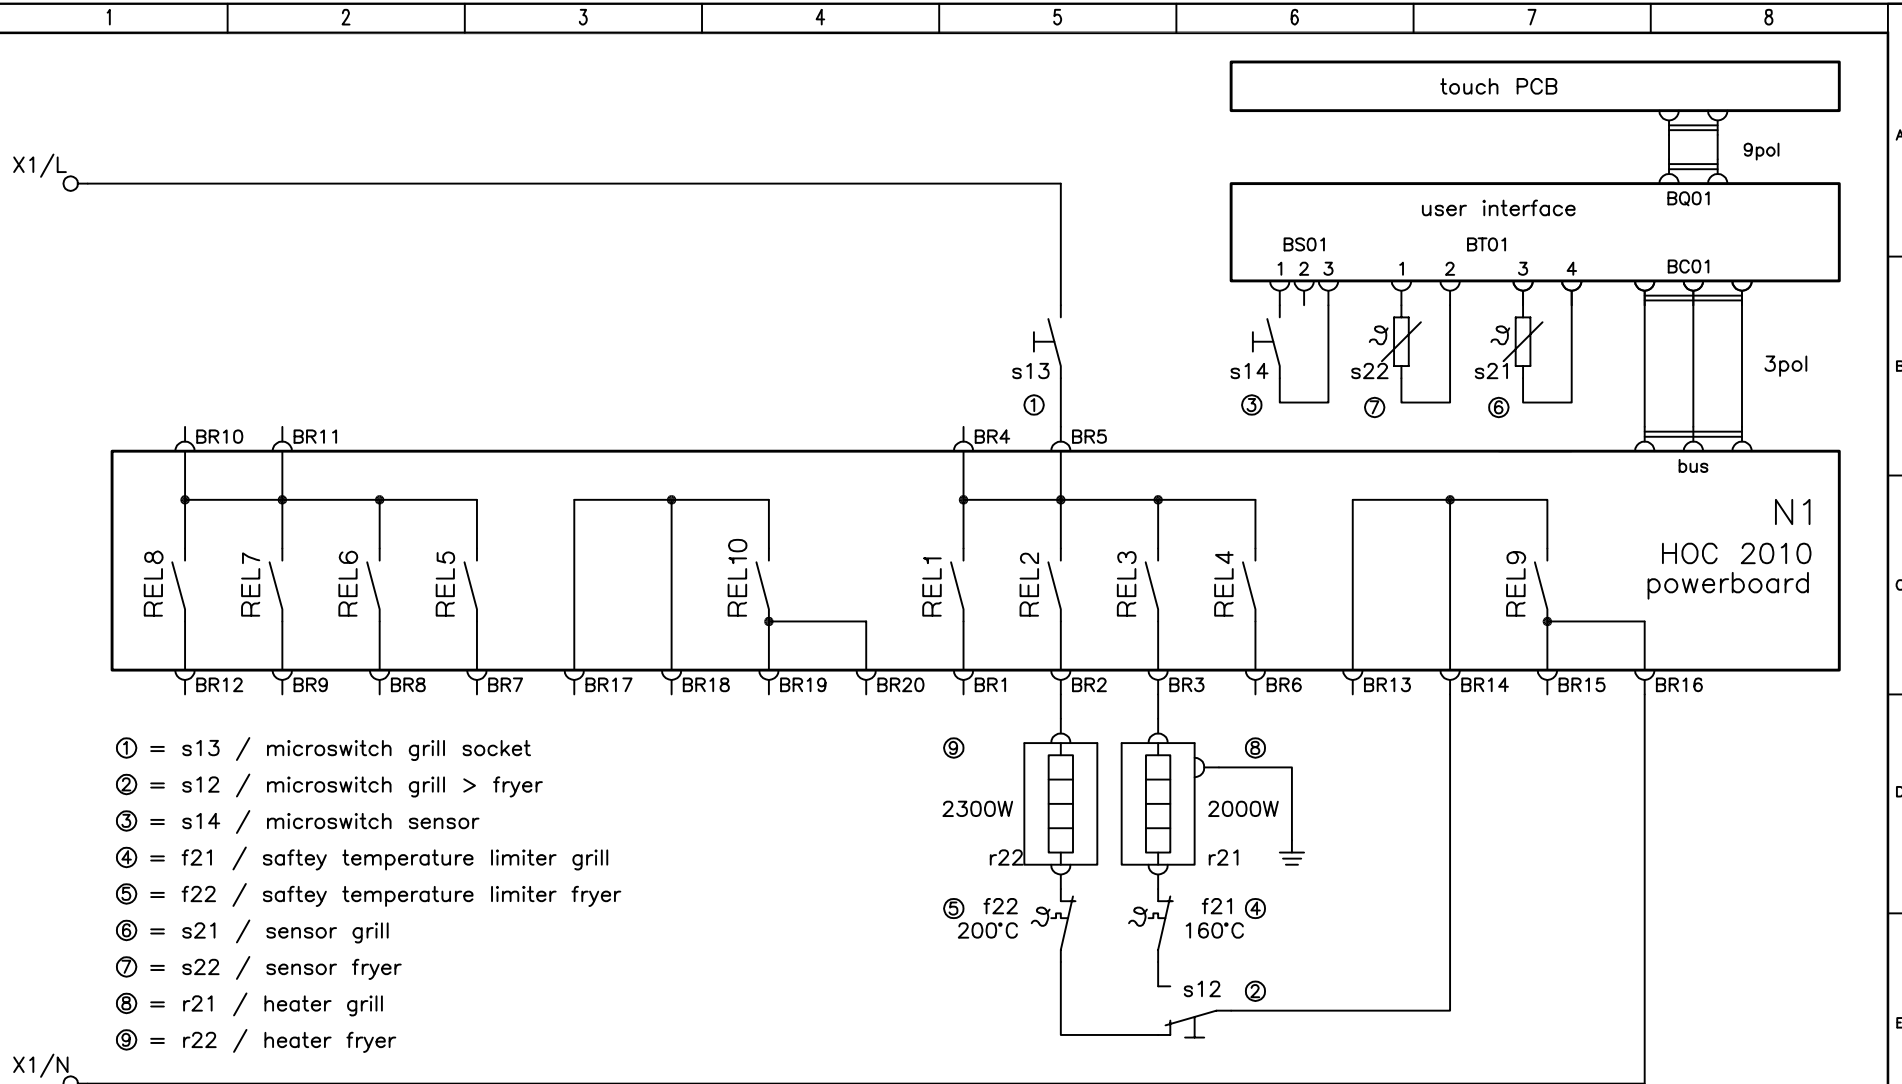 1 2 3 4 5 6 7 8
touch PCB
A
9pol
X1/L
BQ01
user interface
BS01 BT01
1 2 3 1 2 3 4 BC01
s13 s14 s22 s21 3pol
B
① ③ ⑦ ⑥
BR10 BR11 BR4 BR5
bus
N1
HOC 2010
powerboard
REL8 REL7 REL6 REL5 REL10 REL1 REL2 REL3 REL4 REL9
C
BR12 BR9 BR8 BR7 BR17 BR18 BR19 BR20 BR1 BR2 BR3 BR6 BR13 BR14 BR15 BR16
① = s13 / microswitch grill socket
② = s12 / microswitch grill > fryer
③ = s14 / microswitch sensor
④ = f21 / saftey temperature limiter grill
⑤ = f22 / saftey temperature limiter fryer
⑥ = s21 / sensor grill
⑦ = s22 / sensor fryer
⑧ = r21 / heater grill
⑨ = r22 / heater fryer
⑨ ⑧
2300W 2000W
D
r22 r21
⑤ f22 ϑ ϑ f21 ④
200°C 160°C
s12 ②
E
X1/N